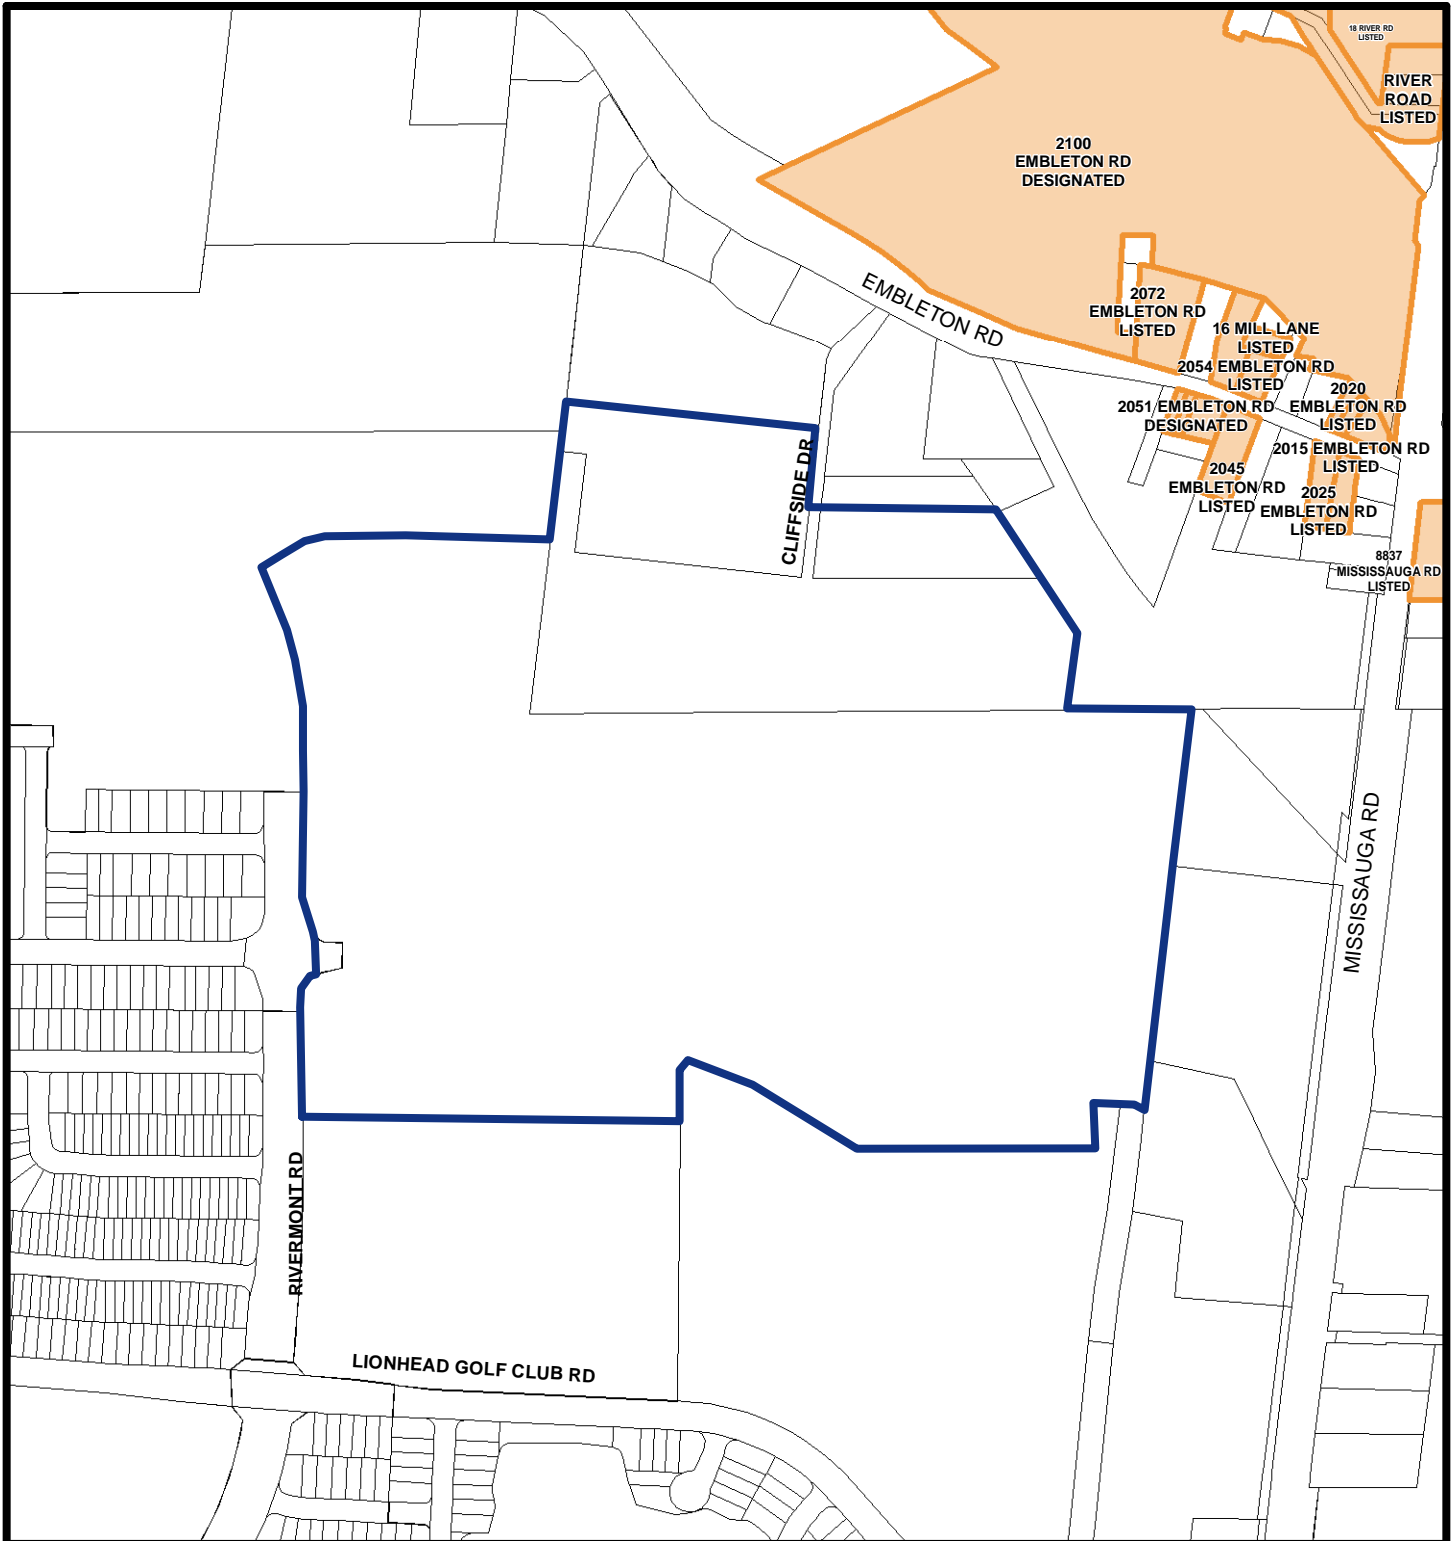 18 RIVER RD
LISTED
RIVER
ROAD
LISTED
2100
EMBLETON RD
DESIGNATED
EMBLETON RD
2072
EMBLETON RD
LISTED
16 MILL LANE
LISTED
2054 EMBLETON RD
LISTED
2020
EMBLETON RD
LISTED
2051 EMBLETON RD
DESIGNATED
2015 EMBLETON RD
LISTED
2045
EMBLETON RD
LISTED
2025
EMBLETON RD
LISTED
CLIFFSIDE DR
8837
MISSISSAUGA RD
LISTED
MISSISSAUGA RD
RIVERMONT RD
LIONHEAD GOLF CLUB RD